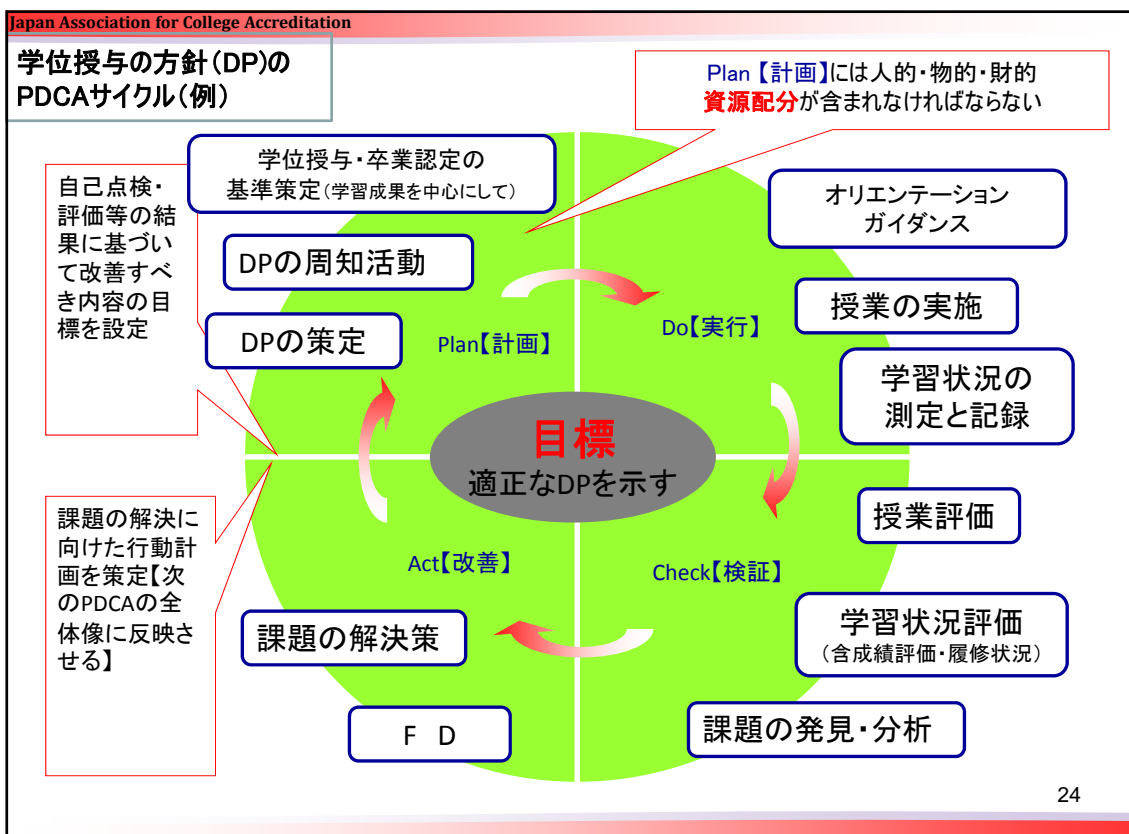 Japan Association for College Accreditation
学位授与の方針(DP)の
PDCAサイクル(例)
Plan【計画】には人的・物的・財的
資源配分が含まれなければならない
自己点検・
評価等の結
果に基づい
て改善すべ
き内容の目
標を設定
学位授与・卒業認定の
基準策定(学習成果を中心にして)
DPの周知活動
DPの策定
Plan【計画】
オリエンテーション
ガイダンス
授業の実施
Do【実行】
学習状況の
測定と記録
目標
適正なDPを示す
授業評価
Check【検証】
学習状況評価
(含成績評価・履修状況)
課題の発見・分析
Act【改善】
課題の解決策
F D
課題の解決に
向けた行動計
画を策定【次
のPDCAの全
体像に反映さ
せる】
24